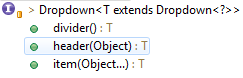 > Dropdown<T extends Dropdown<?>>
divider() : T
header(Object) : T
item(Object...) : T